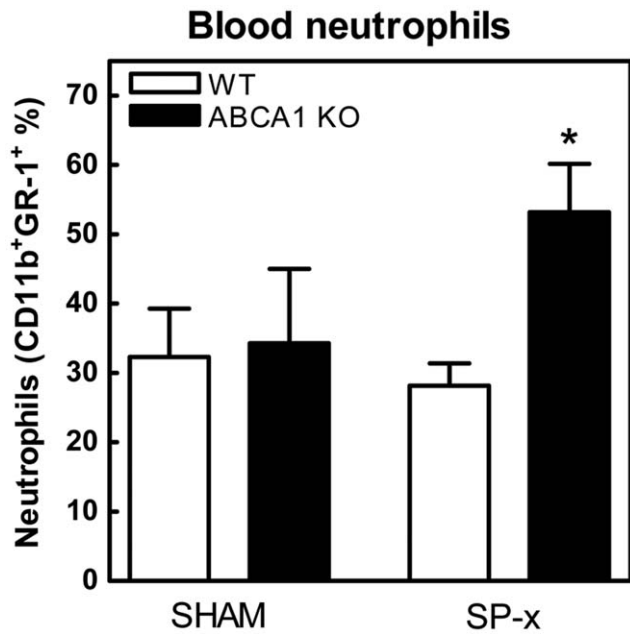 Blood neutrophils
WT
ABCA1 KO
*
Neutrophils (CD11b⁺GR-1⁺ %)
70
60
50
40
30
20
10
0
SHAM SP-x